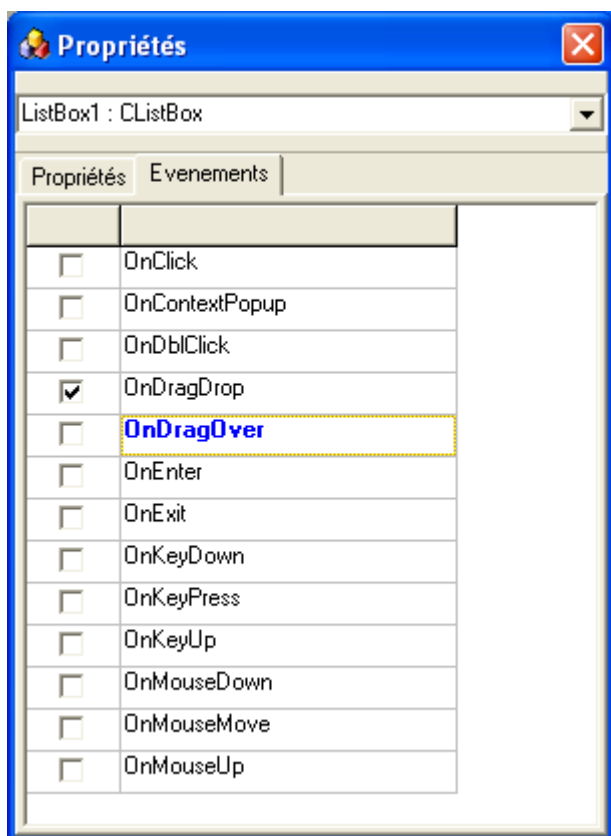 Propriétés
ListBox1 : CListBox
Propriétés Evenements
OnClick
OnContextPopup
OnDblClick
OnDragDrop
OnDragOver
OnEnter
OnExit
OnKeyDown
OnKeyPress
OnKeyUp
OnMouseDown
OnMouseMove
OnMouseUp